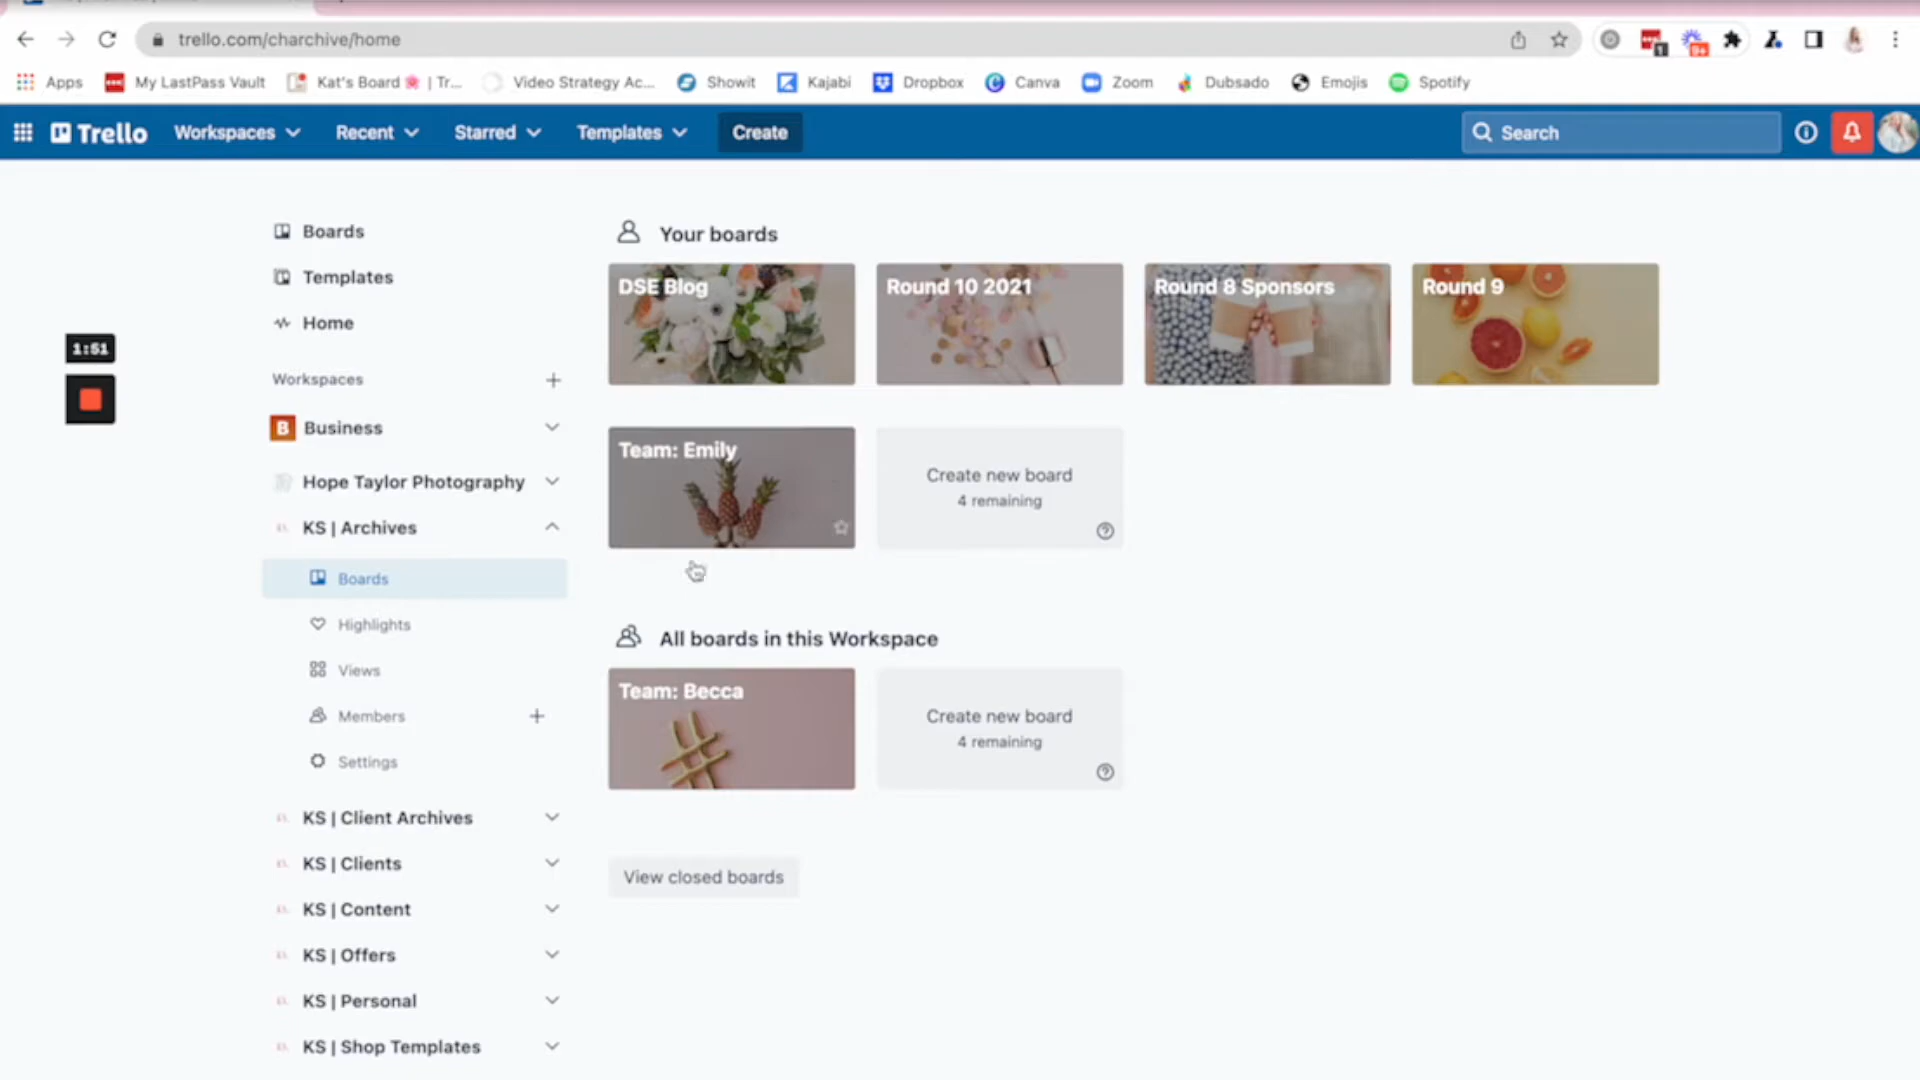 trello.com/charchive/home
1
9+
Apps My LastPass Vault Kat's Board 🌸 | Tr... Video Strategy Ac... Showit Kajabi Dropbox Canva Zoom Dubsado Emojis Spotify
Trello Workspaces Recent Starred Templates Create Search
Boards
Templates
Home
1:51
Workspaces
B Business
Hope Taylor Photography
KS | Archives
Boards
Highlights
Views
Members
Settings
KS | Client Archives
KS | Clients
KS | Content
KS | Offers
KS | Personal
KS | Shop Templates
Your boards
DSE Blog
Round 10 2021
Round 8 Sponsors
Round 9
Team: Emily
Create new board
4 remaining
All boards in this Workspace
Team: Becca
Create new board
4 remaining
View closed boards